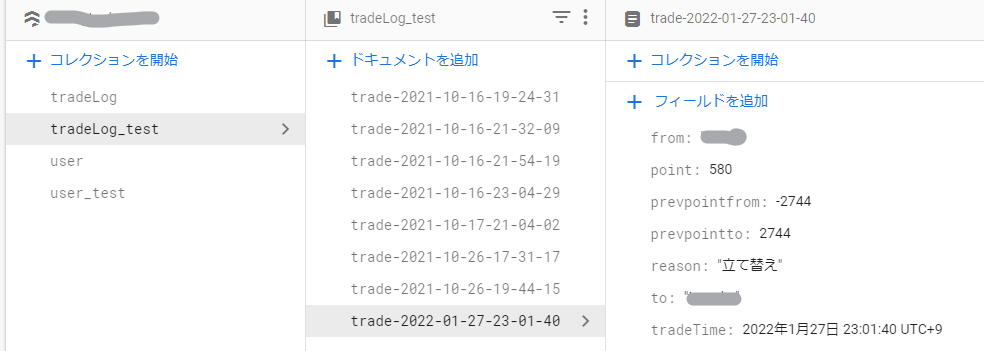 tradeLog_test
trade-2022-01-27-23-01-40
コレクションを開始
ドキュメントを追加
コレクションを開始
tradeLog
tradeLog_test
user
user_test
trade-2021-10-16-19-24-31
trade-2021-10-16-21-32-09
trade-2021-10-16-21-54-19
trade-2021-10-16-23-04-29
trade-2021-10-17-21-04-02
trade-2021-10-26-17-31-17
trade-2021-10-26-19-44-15
trade-2022-01-27-23-01-40
フィールドを追加
from:
point: 580
prevpointfrom: -2744
prevpointto: 2744
reason: "立て替え"
to:
tradeTime: 2022年1月27日 23:01:40 UTC+9